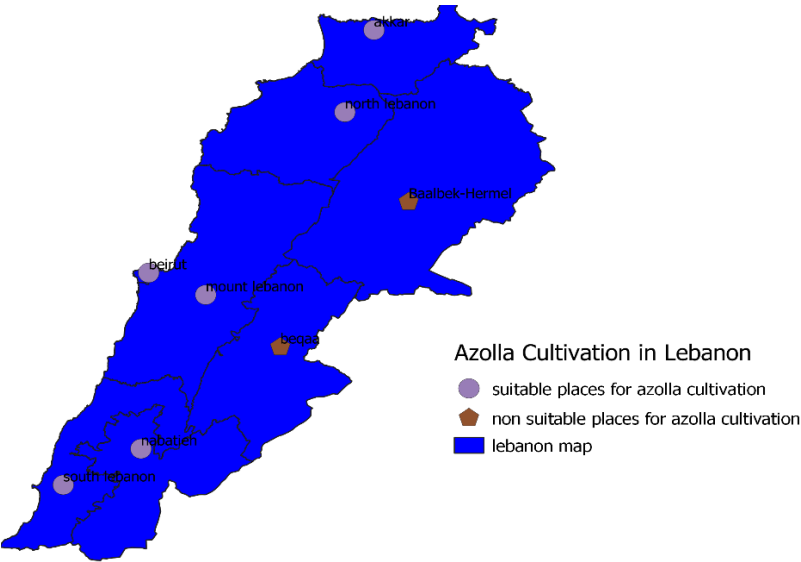 akkar
north lebanon
Baalbek-Hermel
beirut
mount lebanon
beqaa
Azolla Cultivation in Lebanon
suitable places for azolla cultivation
non suitable places for azolla cultivation
lebanon map
nabatieh
south lebanon